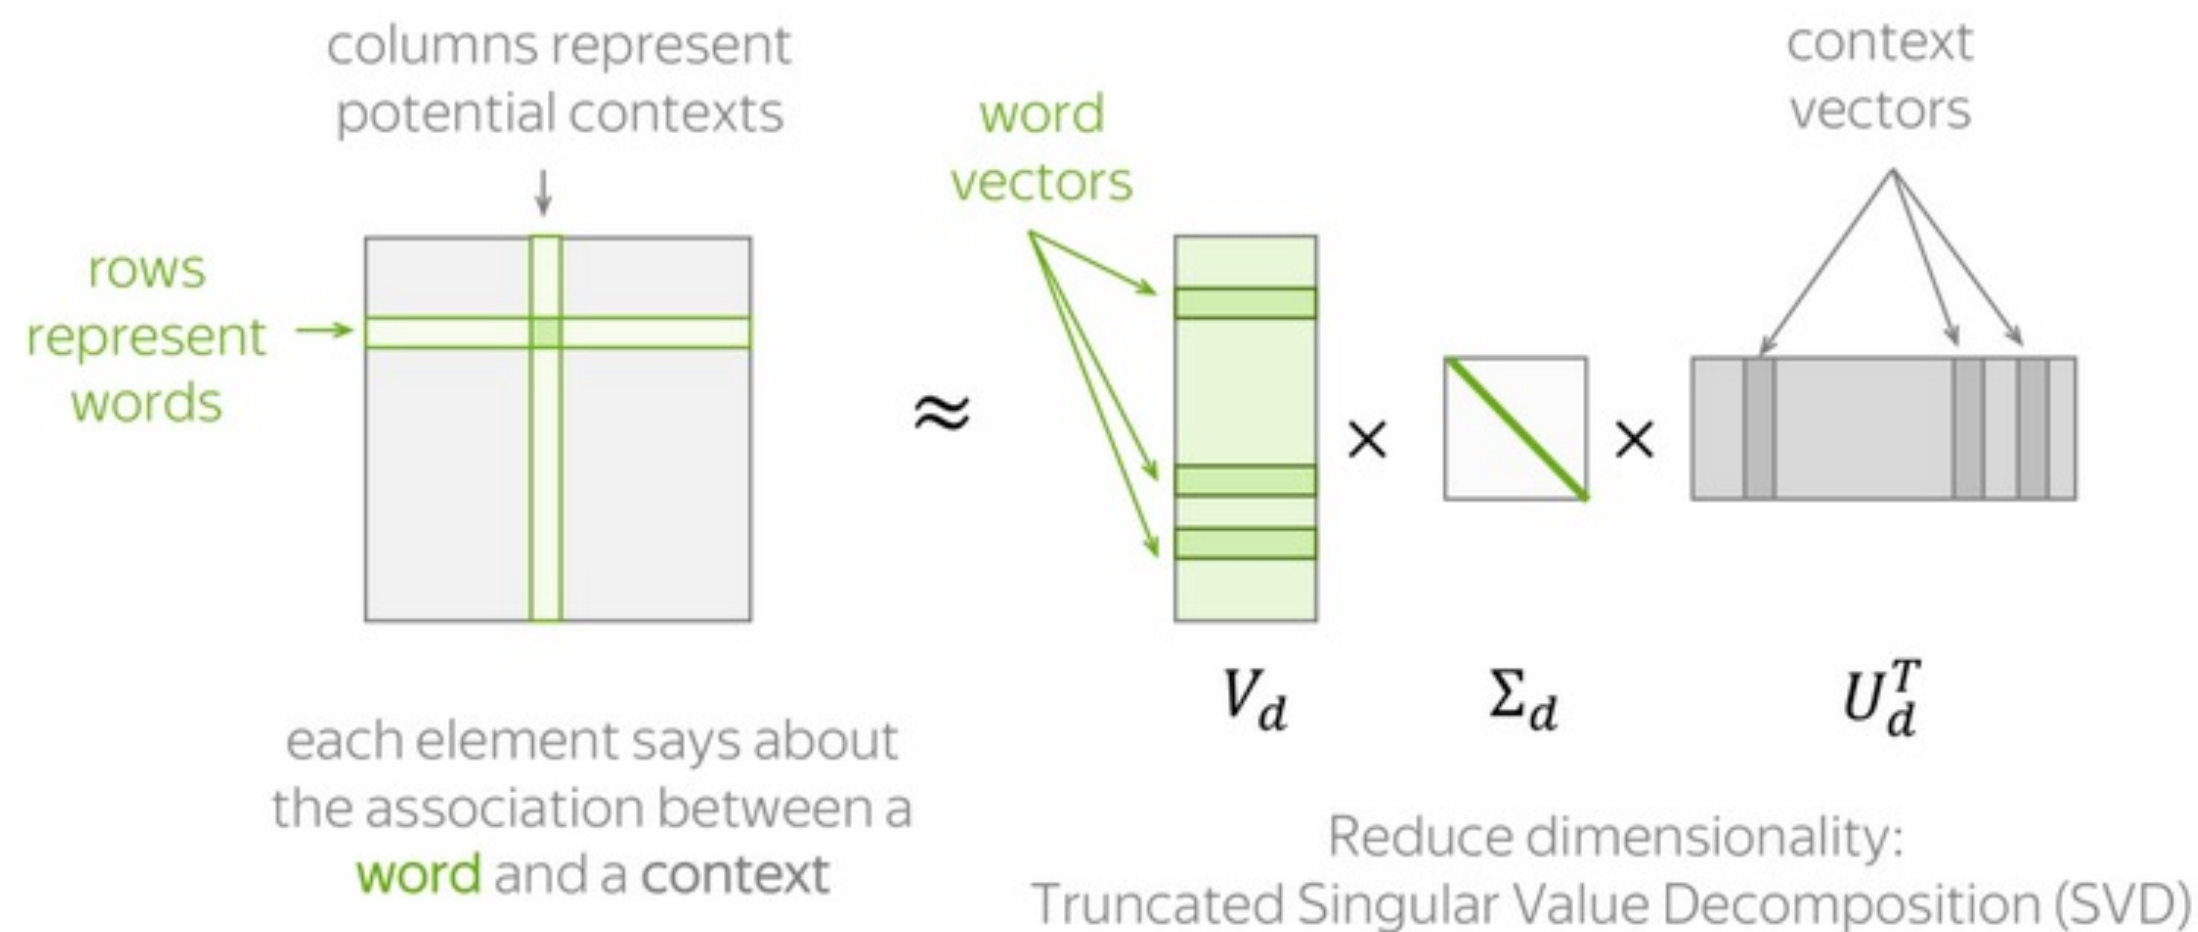 columns represent
potential contexts
rows
represent
words
each element says about
the association between a
word and a context
≈
word
vectors
×
×
context
vectors
V_d
Σ_d
U_d^T
Reduce dimensionality:
Truncated Singular Value Decomposition (SVD)